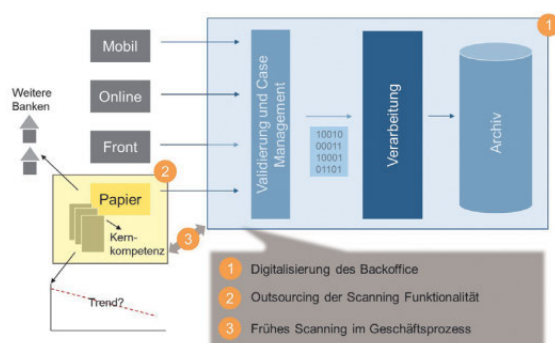 Mobil
Online
Front
Weitere
Banken
Papier
Kern-
kompetenz
Trend?
Validierung und Case
Management
10010
00011
10001
01101
Verarbeitung
Archiv
1
2
3
1 Digitalisierung des Backoffice
2 Outsourcing der Scanning Funktionalität
3 Frühes Scanning im Geschäftsprozess